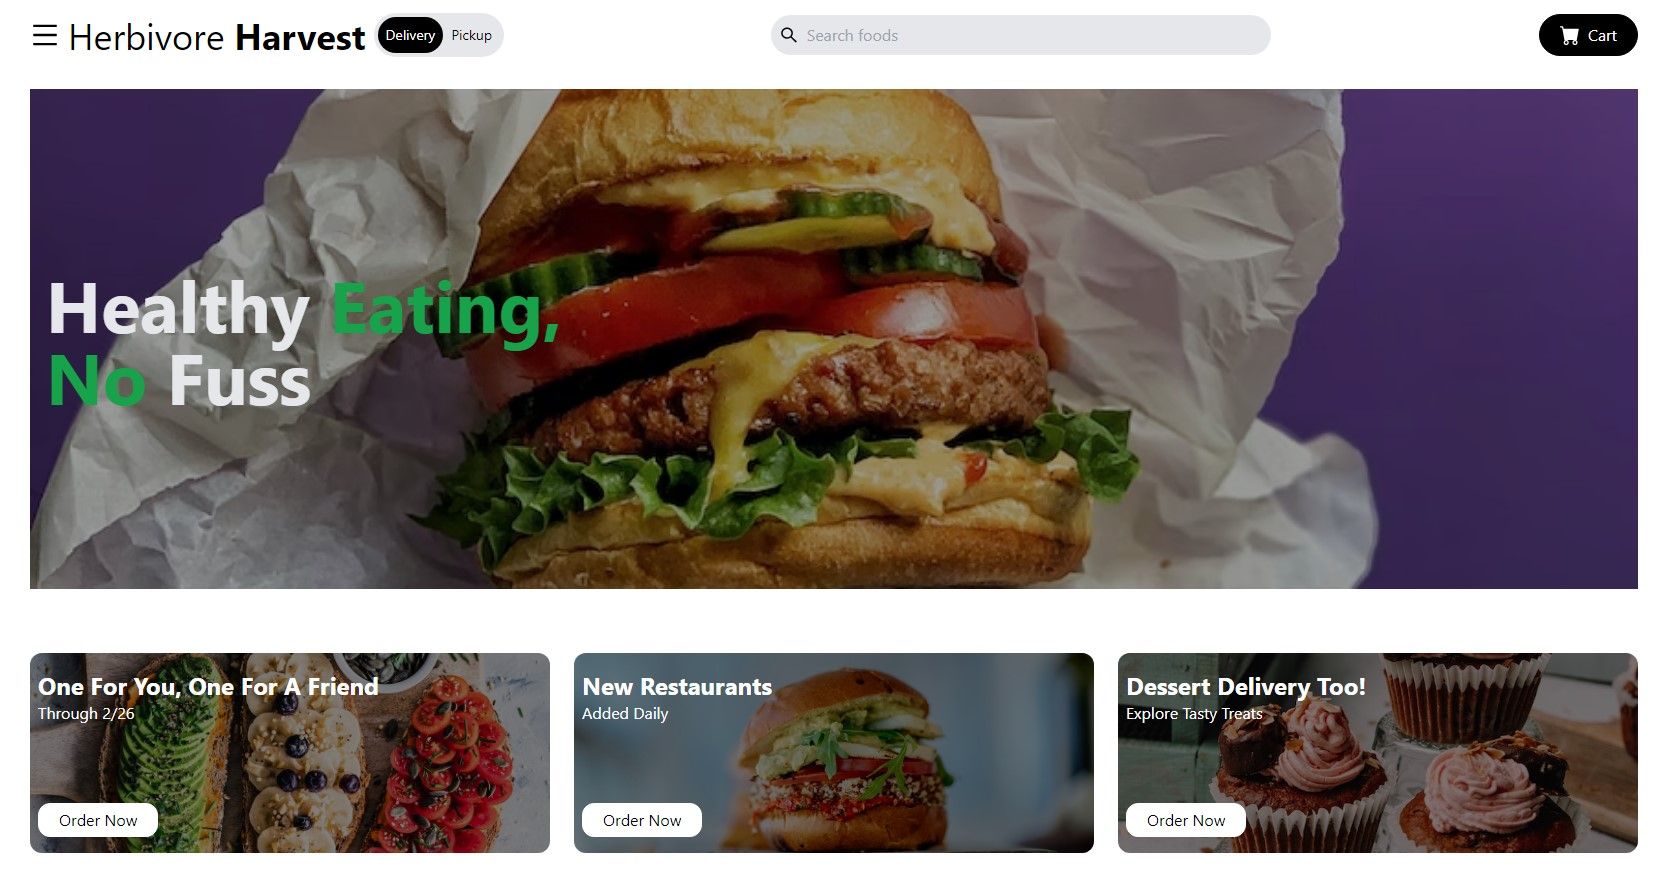 Herbivore Harvest
Delivery Pickup
Search foods
Cart
Healthy Eating,
No Fuss
One For You, One For A Friend
Through 2/26
Order Now
New Restaurants
Added Daily
Order Now
Dessert Delivery Too!
Explore Tasty Treats
Order Now